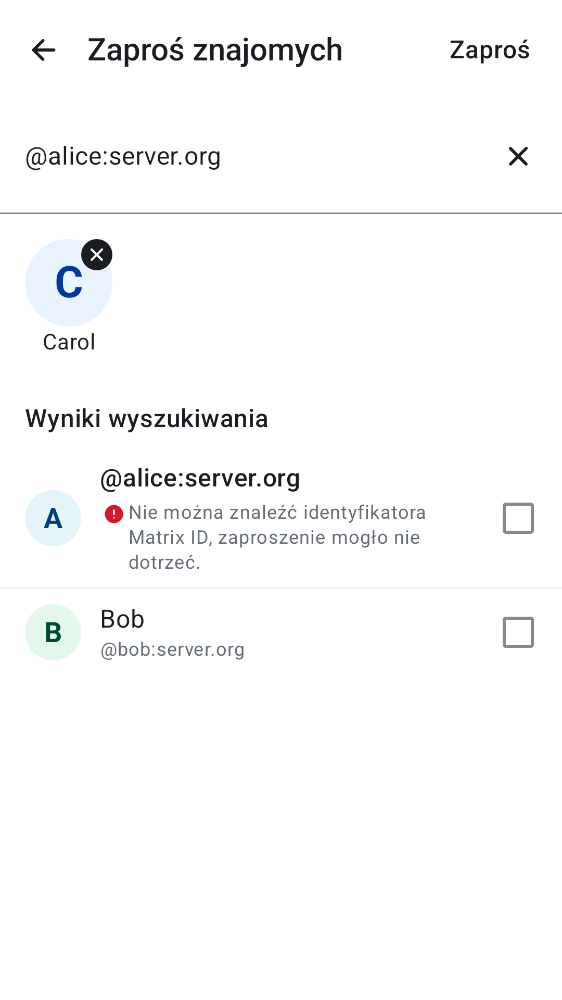 Zaproś znajomych
Zaproś
@alice:server.org
C
Carol
Wyniki wyszukiwania
A
@alice:server.org
Nie można znaleźć identyfikatora
Matrix ID, zaproszenie mogło nie
dotrzeć.
B
Bob
@bob:server.org